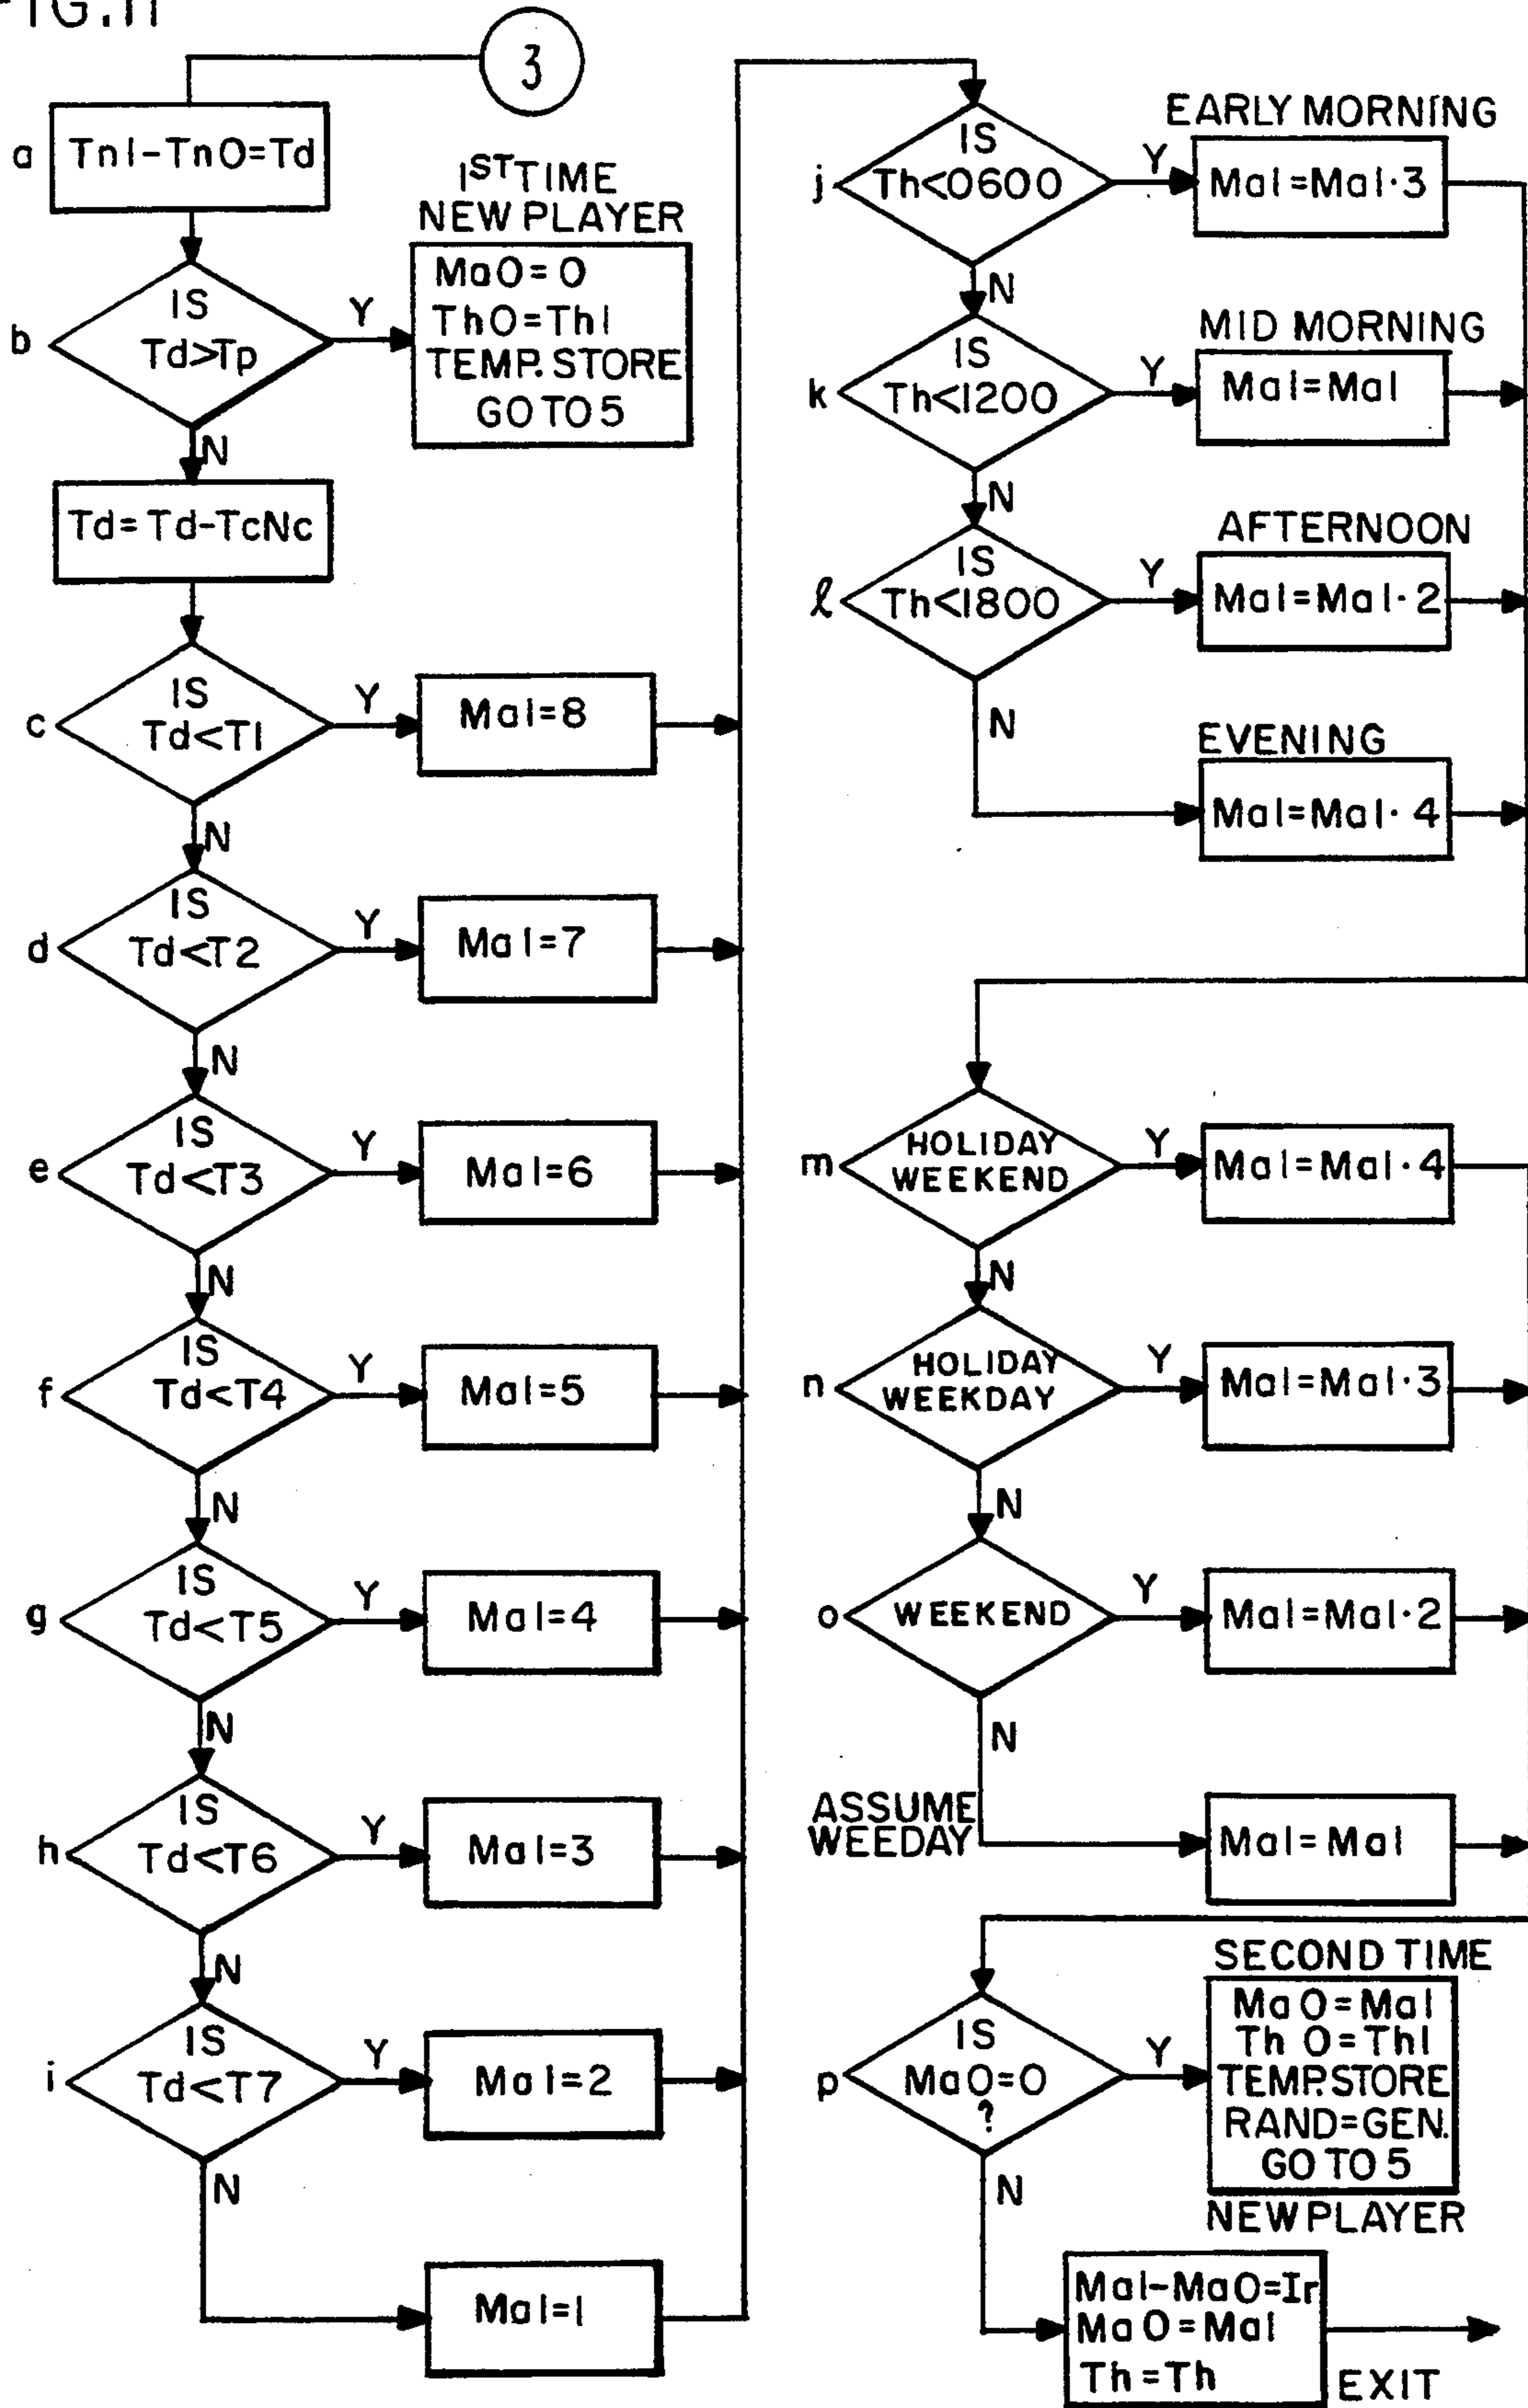 FIG.11
3
a
Tn1-Tn0=Td
1ST TIME
NEW PLAYER
Ma0=0
Th0=Th1
TEMP. STORE
GO TO 5
b
IS
Td>Tp
Y
N
Td=Td-TcNc
c
IS
Td<T1
Y
Ma1=8
N
d
IS
Td<T2
Y
Ma1=7
N
e
IS
Td<T3
Y
Ma1=6
N
f
IS
Td<T4
Y
Ma1=5
N
g
IS
Td<T5
Y
Ma1=4
N
h
IS
Td<T6
Y
Ma1=3
N
i
IS
Td<T7
Y
Ma1=2
N
Ma1=1
EARLY MORNING
j
IS
Th<0600
Y
Ma1=Ma1·3
N
MID MORNING
k
IS
Th<1200
Y
Ma1=Ma1
N
AFTERNOON
l
IS
Th<1800
Y
Ma1=Ma1·2
N
EVENING
Ma1=Ma1·4
m
HOLIDAY
WEEKEND
Y
Ma1=Ma1·4
N
n
HOLIDAY
WEEKDAY
Y
Ma1=Ma1·3
N
o
WEEKEND
Y
Ma1=Ma1·2
N
ASSUME
WEEDAY
Ma1=Ma1
SECOND TIME
p
IS
Ma0=0
?
Y
Ma0=Ma1
Th0=Th1
TEMP.STORE
RAND=GEN.
GO TO 5
NEW PLAYER
N
Ma1-Ma0=Ir
Ma0=Ma1
Th=Th
EXIT